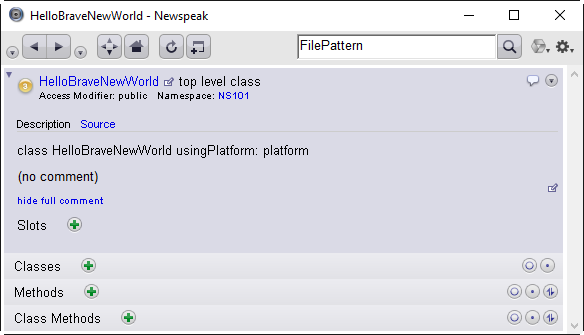 HelloBraveNewWorld - Newspeak
FilePattern
3 HelloBraveNewWorld top level class
Access Modifier: public Namespace: NS101
Description Source
class HelloBraveNewWorld usingPlatform: platform
(no comment)
hide full comment
Slots
Classes
Methods
Class Methods